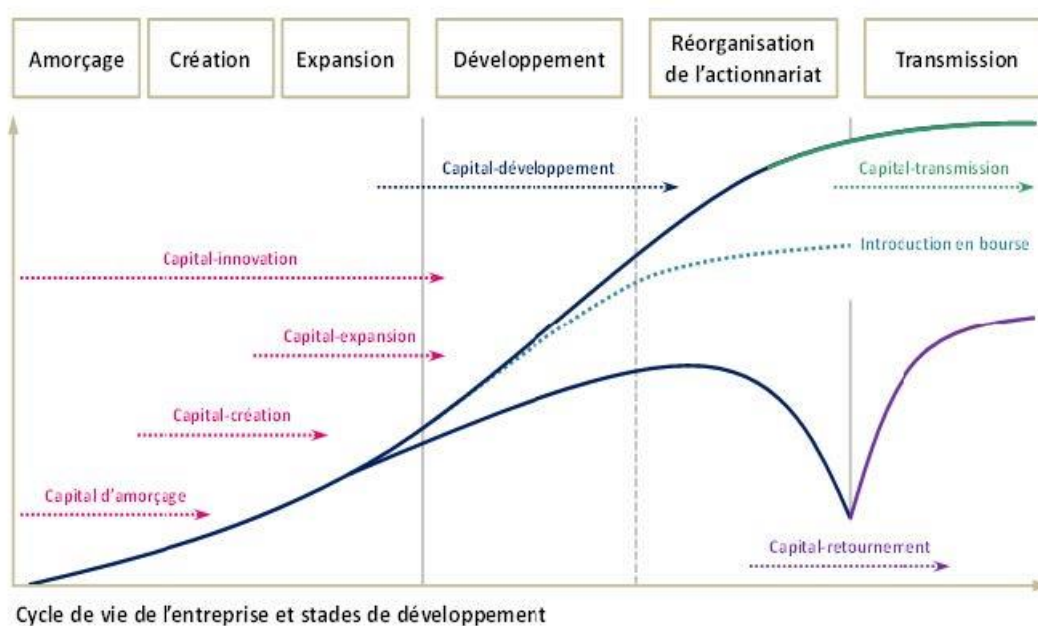 Amorçage
Création
Expansion
Développement
Réorganisation
de l'actionnariat
Transmission
Capital-développement
Capital-transmission
Introduction en bourse
Capital-innovation
Capital-expansion
Capital-création
Capital d'amorçage
Capital-retournement
Cycle de vie de l'entreprise et stades de développement